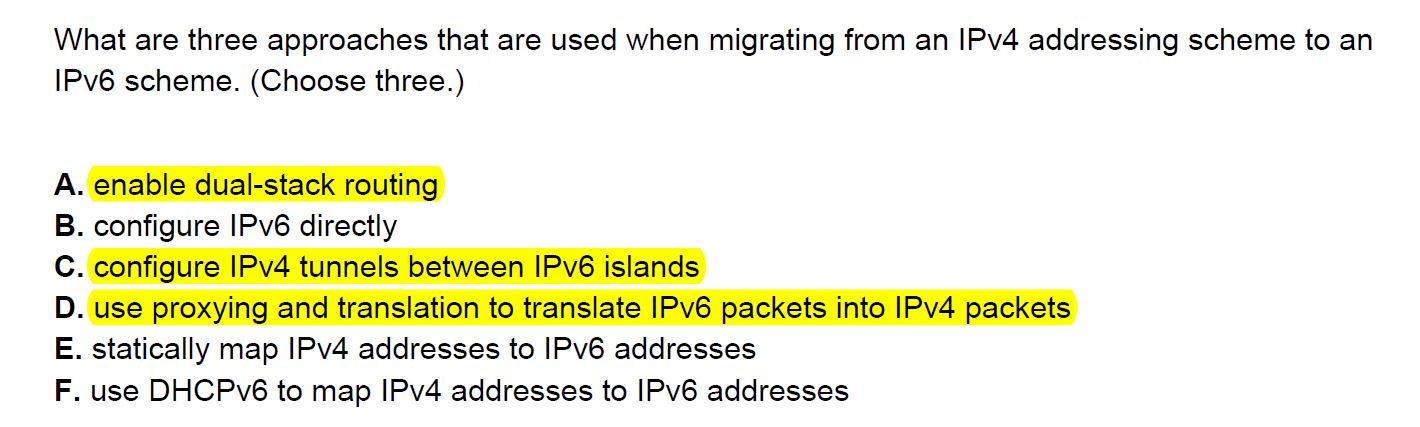 What are three approaches that are used when migrating from an IPv4 addressing scheme to an
IPv6 scheme. (Choose three.)
A. enable dual-stack routing
B. configure IPv6 directly
C. configure IPv4 tunnels between IPv6 islands
D. use proxying and translation to translate IPv6 packets into IPv4 packets
E. statically map IPv4 addresses to IPv6 addresses
F. use DHCPv6 to map IPv4 addresses to IPv6 addresses